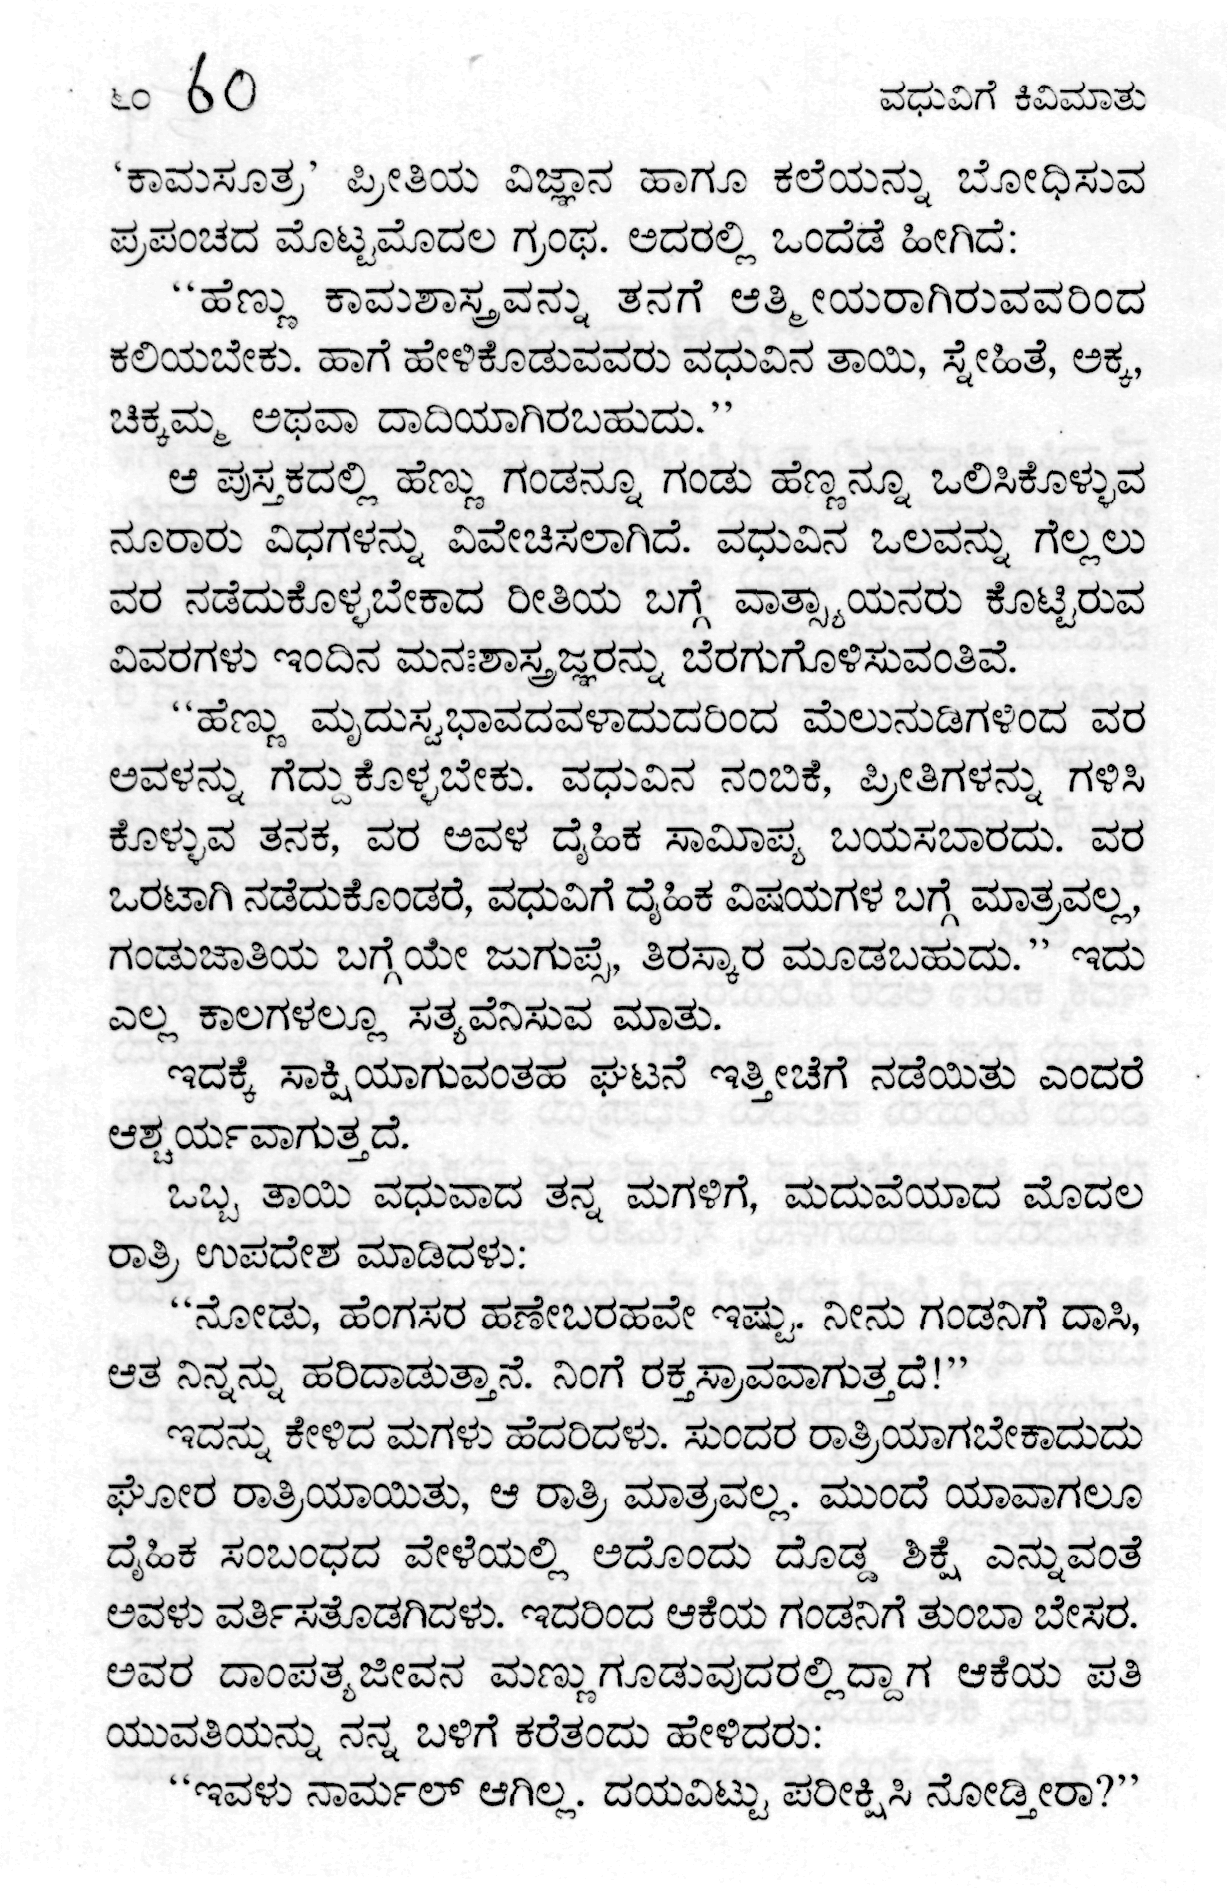 ೬೦ 60 ವಧುವಿಗೆ ಕಿವಿಮಾತು
‘ಕಾಮಸೂತ್ರ’ ಪ್ರೀತಿಯ ವಿಜ್ಞಾನ ಹಾಗೂ ಕಲೆಯನ್ನು ಬೋಧಿಸುವ
ಪ್ರಪಂಚದ ಮೊಟ್ಟಮೊದಲ ಗ್ರಂಥ. ಅದರಲ್ಲಿ ಒಂದೆಡೆ ಹೀಗಿದೆ:
“ಹೆಣ್ಣು ಕಾಮಶಾಸ್ತ್ರವನ್ನು ತನಗೆ ಆತ್ಮೀಯರಾಗಿರುವವರಿಂದ
ಕಲಿಯಬೇಕು. ಹಾಗೆ ಹೇಳಿಕೊಡುವವರು ವಧುವಿನ ತಾಯಿ, ಸ್ನೇಹಿತೆ, ಅಕ್ಕ,
ಚಿಕ್ಕಮ್ಮ ಅಥವಾ ದಾದಿಯಾಗಿರಬಹುದು.”
ಆ ಪುಸ್ತಕದಲ್ಲಿ ಹೆಣ್ಣು ಗಂಡನ್ನೂ ಗಂಡು ಹೆಣ್ಣನ್ನೂ ಒಲಿಸಿಕೊಳ್ಳುವ
ನೂರಾರು ವಿಧಗಳನ್ನು ವಿವೇಚಿಸಲಾಗಿದೆ. ವಧುವಿನ ಒಲವನ್ನು ಗೆಲ್ಲಲು
ವರ ನಡೆದುಕೊಳ್ಳಬೇಕಾದ ರೀತಿಯ ಬಗ್ಗೆ ವಾತ್ಸ್ಯಾಯನರು ಕೊಟ್ಟಿರುವ
ವಿವರಗಳು ಇಂದಿನ ಮನಃಶಾಸ್ತ್ರಜ್ಞರನ್ನು ಬೆರಗುಗೊಳಿಸುವಂತಿವೆ.
“ಹೆಣ್ಣು ಮೃದುಸ್ವಭಾವದವಳಾದುದರಿಂದ ಮೆಲುನುಡಿಗಳಿಂದ ವರ
ಅವಳನ್ನು ಗೆದ್ದುಕೊಳ್ಳಬೇಕು. ವಧುವಿನ ನಂಬಿಕೆ, ಪ್ರೀತಿಗಳನ್ನು ಗಳಿಸಿ
ಕೊಳ್ಳುವ ತನಕ, ವರ ಅವಳ ದೈಹಿಕ ಸಾಮಿಾಪ್ಯ ಬಯಸಬಾರದು. ವರ
ಒರಟಾಗಿ ನಡೆದುಕೊಂಡರೆ, ವಧುವಿಗೆ ದೈಹಿಕ ವಿಷಯಗಳ ಬಗ್ಗೆ ಮಾತ್ರವಲ್ಲ,
ಗಂಡುಜಾತಿಯ ಬಗ್ಗೆಯೇ ಜುಗುಪ್ಸೆ, ತಿರಸ್ಕಾರ ಮೂಡಬಹುದು.” ಇದು
ಎಲ್ಲ ಕಾಲಗಳಲ್ಲೂ ಸತ್ಯವೆನಿಸುವ ಮಾತು.
ಇದಕ್ಕೆ ಸಾಕ್ಷಿಯಾಗುವಂತಹ ಘಟನೆ ಇತ್ತೀಚೆಗೆ ನಡೆಯಿತು ಎಂದರೆ
ಆಶ್ಚರ್ಯವಾಗುತ್ತದೆ.
ಒಬ್ಬ ತಾಯಿ ವಧುವಾದ ತನ್ನ ಮಗಳಿಗೆ, ಮದುವೆಯಾದ ಮೊದಲ
ರಾತ್ರಿ ಉಪದೇಶ ಮಾಡಿದಳು:
“ನೋಡು, ಹೆಂಗಸರ ಹಣೇಬರಹವೇ ಇಷ್ಟು. ನೀನು ಗಂಡನಿಗೆ ದಾಸಿ,
ಆತ ನಿನ್ನನ್ನು ಹರಿದಾಡುತ್ತಾನೆ. ನಿಂಗೆ ರಕ್ತಸ್ರಾವವಾಗುತ್ತದೆ!”
ಇದನ್ನು ಕೇಳಿದ ಮಗಳು ಹೆದರಿದಳು. ಸುಂದರ ರಾತ್ರಿಯಾಗಬೇಕಾದುದು
ಘೋರ ರಾತ್ರಿಯಾಯಿತು, ಆ ರಾತ್ರಿ ಮಾತ್ರವಲ್ಲ. ಮುಂದೆ ಯಾವಾಗಲೂ
ದೈಹಿಕ ಸಂಬಂಧದ ವೇಳೆಯಲ್ಲಿ ಅದೊಂದು ದೊಡ್ಡ ಶಿಕ್ಷೆ ಎನ್ನುವಂತೆ
ಅವಳು ವರ್ತಿಸತೊಡಗಿದಳು. ಇದರಿಂದ ಆಕೆಯ ಗಂಡನಿಗೆ ತುಂಬಾ ಬೇಸರ.
ಅವರ ದಾಂಪತ್ಯಜೀವನ ಮಣ್ಣುಗೂಡುವುದರಲ್ಲಿದ್ದಾಗ ಆಕೆಯ ಪತಿ
ಯುವತಿಯನ್ನು ನನ್ನ ಬಳಿಗೆ ಕರೆತಂದು ಹೇಳಿದರು:
“ಇವಳು ನಾರ್ಮಲ್ ಆಗಿಲ್ಲ. ದಯವಿಟ್ಟು ಪರೀಕ್ಷಿಸಿ ನೋಡ್ತೀರಾ?”